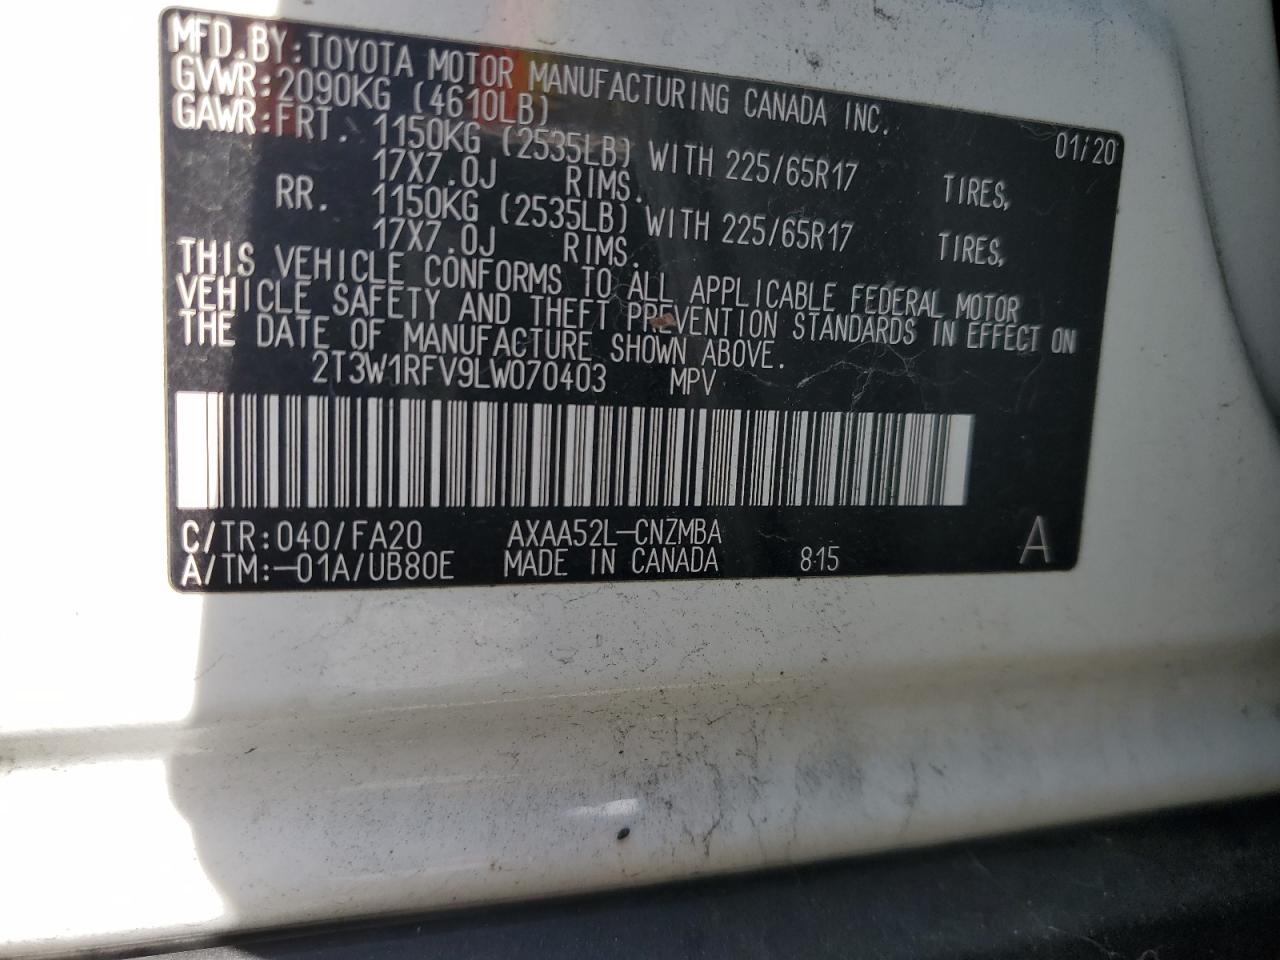 MFD.BY:TOYOTA MOTOR MANUFACTURING CANADA INC.
GVWR:2090KG (4610LB) 01/20
GAWR:FRT. 1150KG (2535LB) WITH 225/65R17 TIRES,
17X7.0J RIMS.
RR. 1150KG (2535LB) WITH 225/65R17 TIRES,
17X7.0J RIMS.
THIS VEHICLE CONFORMS TO ALL APPLICABLE FEDERAL MOTOR
VEHICLE SAFETY AND THEFT PREVENTION STANDARDS IN EFFECT ON
THE DATE OF MANUFACTURE SHOWN ABOVE.
2T3W1RFV9LW070403 MPV
C/TR:040/FA20 AXAA52L-CNZMBA
A/TM:-01A/UB80E MADE IN CANADA 815 A